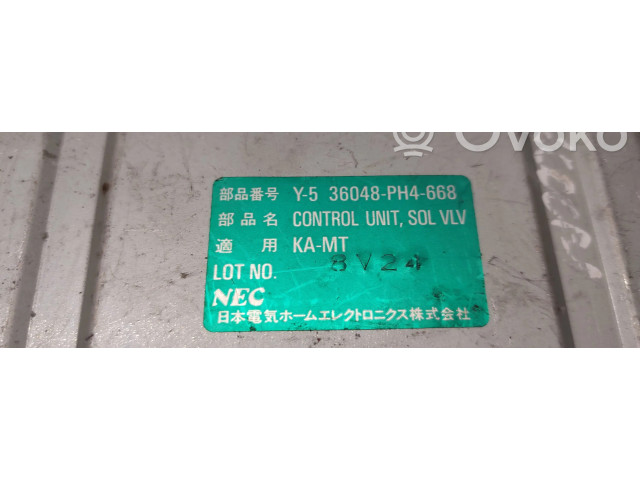 Ovoko
部品番号 Y-5 36048-PH4-668
部品名 CONTROL UNIT, SOL VLV
適用 KA-MT
LOT NO. 8V24
NEC
日本電気ホームエレクトロニクス株式会社